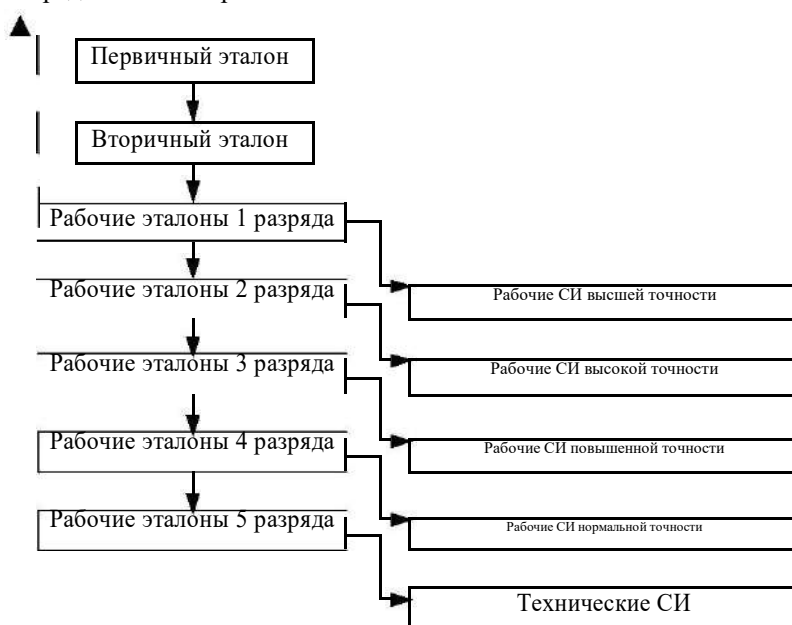 Первичный эталон
Вторичный эталон
Рабочие эталоны 1 разряда
Рабочие эталоны 2 разряда
Рабочие СИ высшей точности
Рабочие эталоны 3 разряда
Рабочие СИ высокой точности
Рабочие эталоны 4 разряда
Рабочие СИ повышенной точности
Рабочие эталоны 5 разряда
Рабочие СИ нормальной точности
Технические СИ